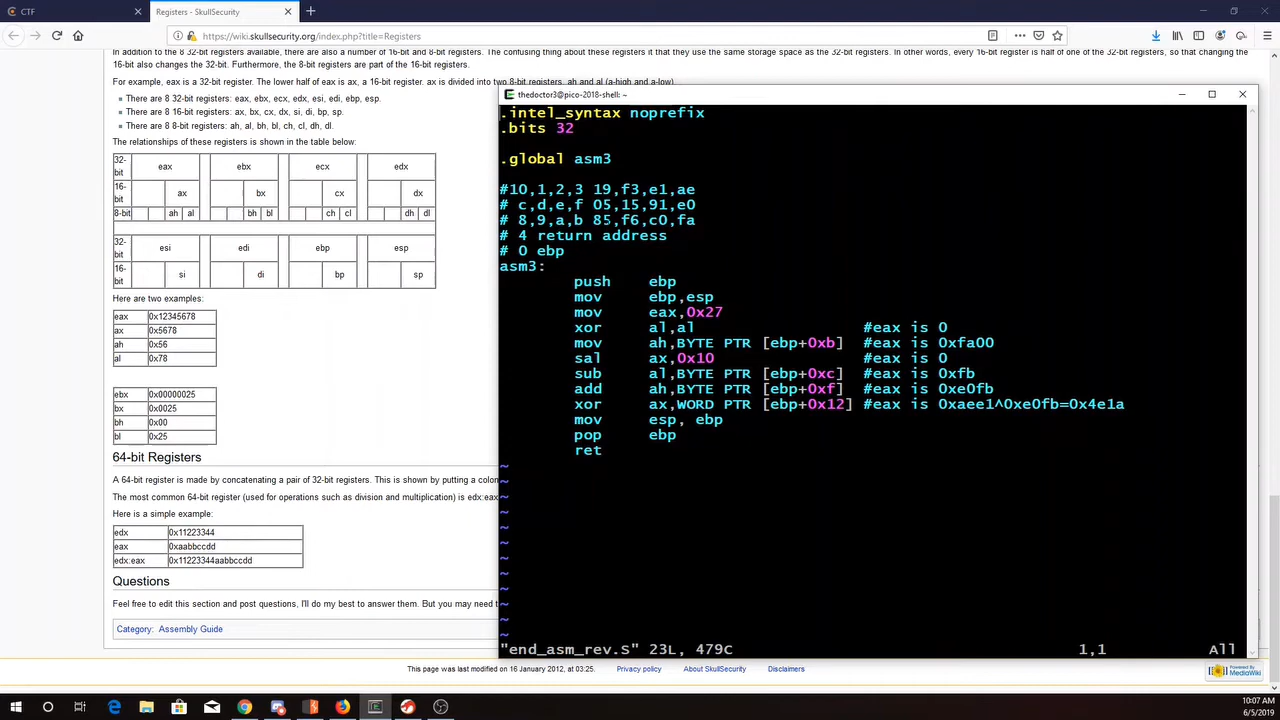 CTF
Registers - SkullSecurity
https://wiki.skullsecurity.org/index.php?title=Registers
In addition to the 8 32-bit registers available, there are also a number of 16-bit and 8-bit registers. The confusing thing about these registers it that they use the same storage space as the 32-bit registers. In other words, every 16-bit register is half of one of the 32-bit registers, so that changing
the 16-bit also changes the 32-bit. Furthermore, the 8-bit registers are part of the 16-bit registers.
For example, eax is a 32-bit register. The lower half of eax is ax, a 16-bit register. ax is divided into two 8-bit registers, ah and al (a-high and a-low).
There are 8 32-bit registers: eax, ebx, ecx, edx, esi, edi, ebp, esp.
There are 8 16-bit registers: ax, bx, cx, dx, si, di, bp, sp.
There are 8 8-bit registers: ah, al, bh, bl, ch, cl, dh, dl.
The relationships of these registers is shown in the table below:
32-bit eax ebx ecx edx
16-bit ax bx cx dx
8-bit ah al bh bl ch cl dh dl
32-bit esi edi ebp esp
16-bit si di bp sp
Here are two examples:
eax 0x12345678
ax 0x5678
ah 0x56
al 0x78
ebx 0x00000025
bx 0x0025
bh 0x00
bl 0x25
64-bit Registers
A 64-bit register is made by concatenating a pair of 32-bit registers. This is shown by putting a colo
The most common 64-bit register (used for operations such as division and multiplication) is edx:eax
Here is a simple example:
edx 0x11223344
eax 0xaabbccdd
edx:eax 0x11223344aabbccdd
Questions
Feel free to edit this section and post questions, I'll do my best to answer them. But you may need t
Category: Assembly Guide
This page was last modified on 16 January 2012, at 03:25. Privacy policy About SkullSecurity Disclaimers
Powered By MediaWiki
thedoctor3@pico-2018-shell: ~
.intel_syntax noprefix
.bits 32
.global asm3
#10,1,2,3 19,f3,e1,ae
# c,d,e,f 05,15,91,e0
# 8,9,a,b 85,f6,c0,fa
# 4 return address
# 0 ebp
asm3:
push ebp
mov ebp,esp
mov eax,0x27
xor al,al #eax is 0
mov ah,BYTE PTR [ebp+0xb] #eax is 0xfa00
sal ax,0x10 #eax is 0
sub al,BYTE PTR [ebp+0xc] #eax is 0xfb
add ah,BYTE PTR [ebp+0xf] #eax is 0xe0fb
xor ax,WORD PTR [ebp+0x12] #eax is 0xaee1^0xe0fb=0x4e1a
mov esp, ebp
pop ebp
ret
~
~
~
~
~
~
~
~
~
~
~
~
"end_asm_rev.S" 23L, 479C 1,1 All
10:07 AM
6/5/2019